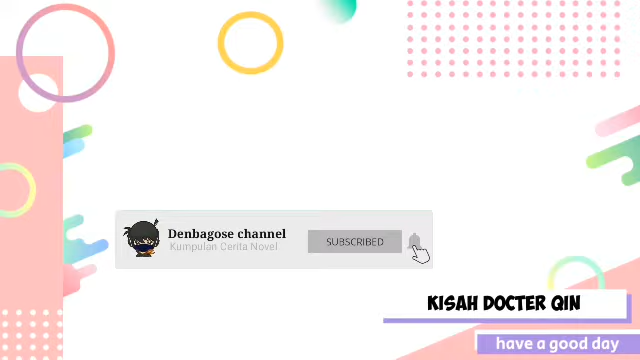 Denbagose channel
Kumpulan Cerita Novel
SUBSCRIBED
KISAH DOCTER QIN
have a good day